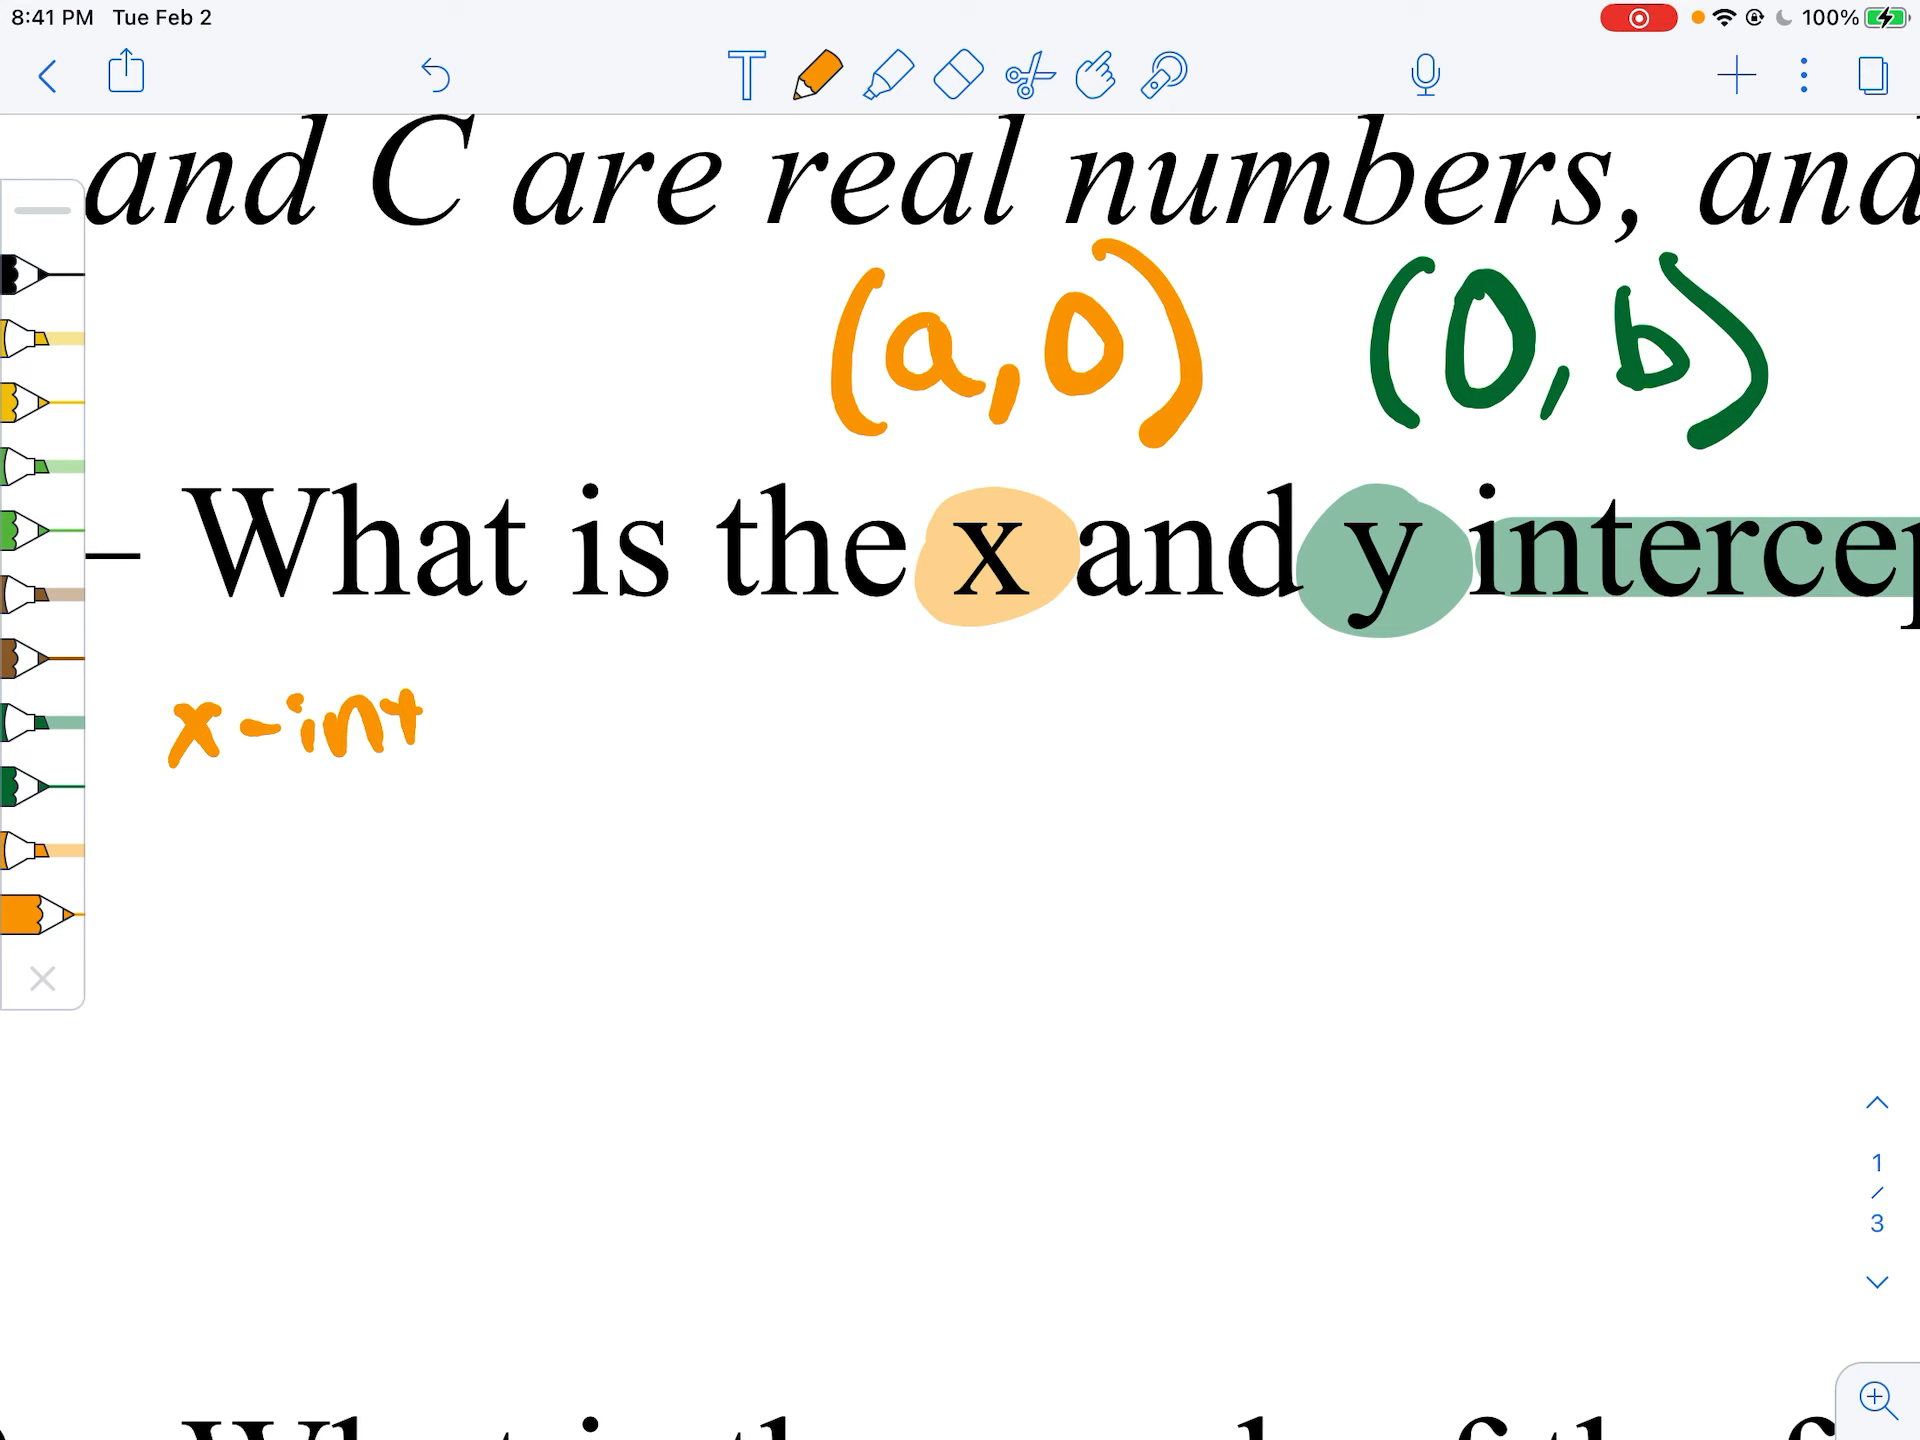 8:41 PM Tue Feb 2 100%
T
and C are real numbers, and
(a,0) (0,b)
– What is the x and y intercep
x-int
1
/
3